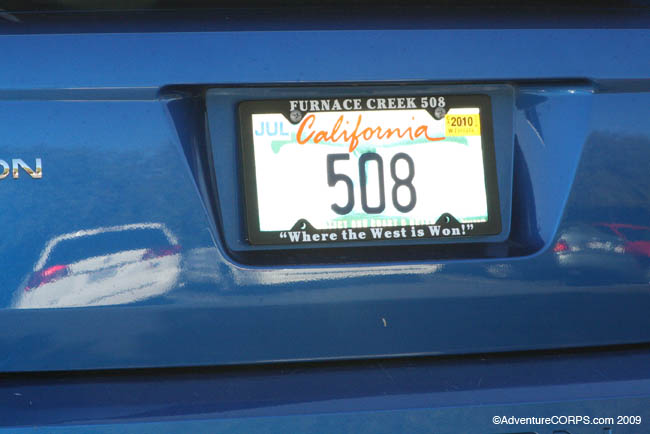 FURNACE CREEK 508
JUL California 2010
508
"Where the West is Won!"
ON
©AdventureCORPS.com 2009